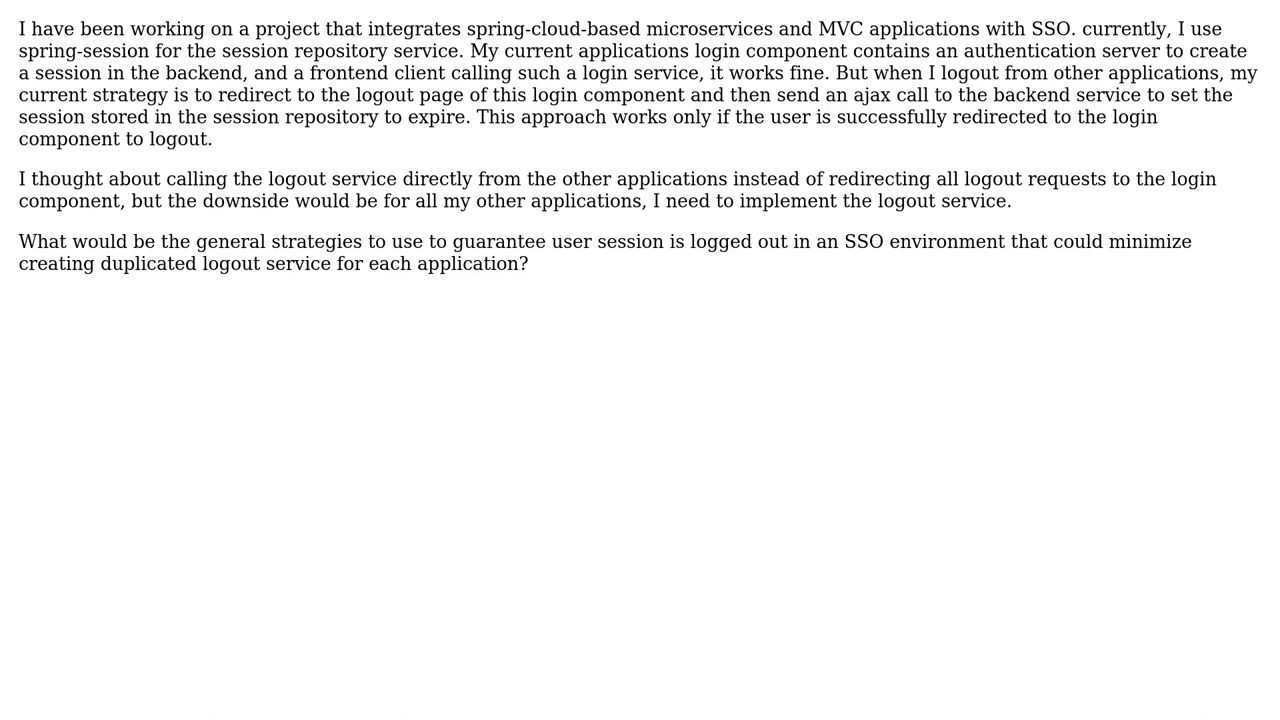 I have been working on a project that integrates spring-cloud-based microservices and MVC applications with SSO. currently, I use
spring-session for the session repository service. My current applications login component contains an authentication server to create
a session in the backend, and a frontend client calling such a login service, it works fine. But when I logout from other applications, my
current strategy is to redirect to the logout page of this login component and then send an ajax call to the backend service to set the
session stored in the session repository to expire. This approach works only if the user is successfully redirected to the login
component to logout.
I thought about calling the logout service directly from the other applications instead of redirecting all logout requests to the login
component, but the downside would be for all my other applications, I need to implement the logout service.
What would be the general strategies to use to guarantee user session is logged out in an SSO environment that could minimize
creating duplicated logout service for each application?